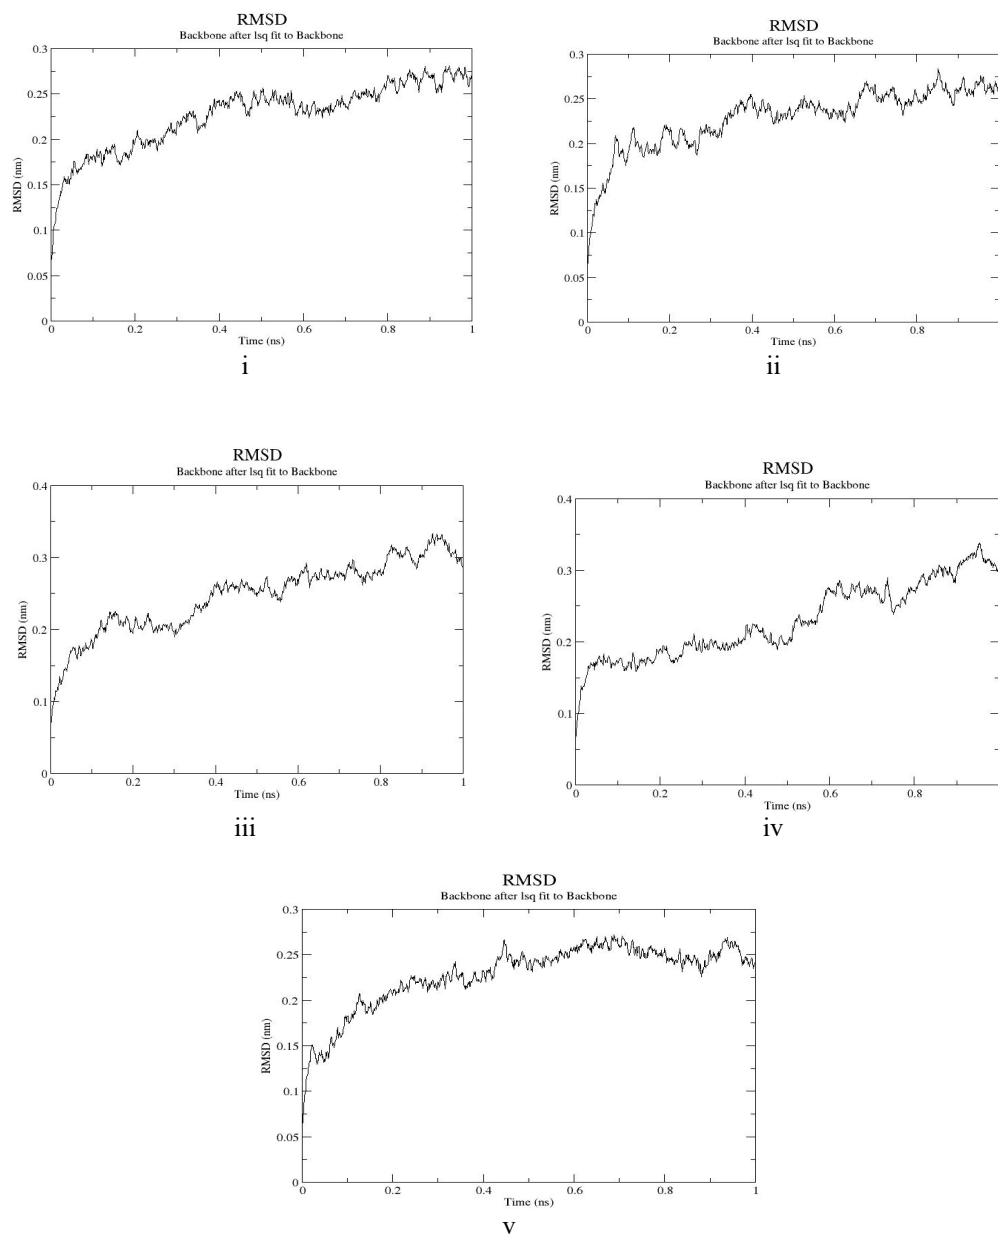 RMSD
Backbone after lsq fit to Backbone
0.3
0.25
0.2
0.15
0.1
0.05
0
RMSD (nm)
0 0.2 0.4 0.6 0.8 1
Time (ns)
i
RMSD
Backbone after lsq fit to Backbone
0.3
0.25
0.2
0.15
0.1
0.05
0
RMSD (nm)
0 0.2 0.4 0.6 0.8
Time (ns)
ii
RMSD
Backbone after lsq fit to Backbone
0.4
0.3
0.2
0.1
0
RMSD (nm)
0 0.2 0.4 0.6 0.8 1
Time (ns)
iii
RMSD
Backbone after lsq fit to Backbone
0.4
0.3
0.2
0.1
0
RMSD (nm)
0 0.2 0.4 0.6 0.8
Time (ns)
iv
RMSD
Backbone after lsq fit to Backbone
0.3
0.25
0.2
0.15
0.1
0.05
0
RMSD (nm)
0 0.2 0.4 0.6 0.8 1
Time (ns)
v